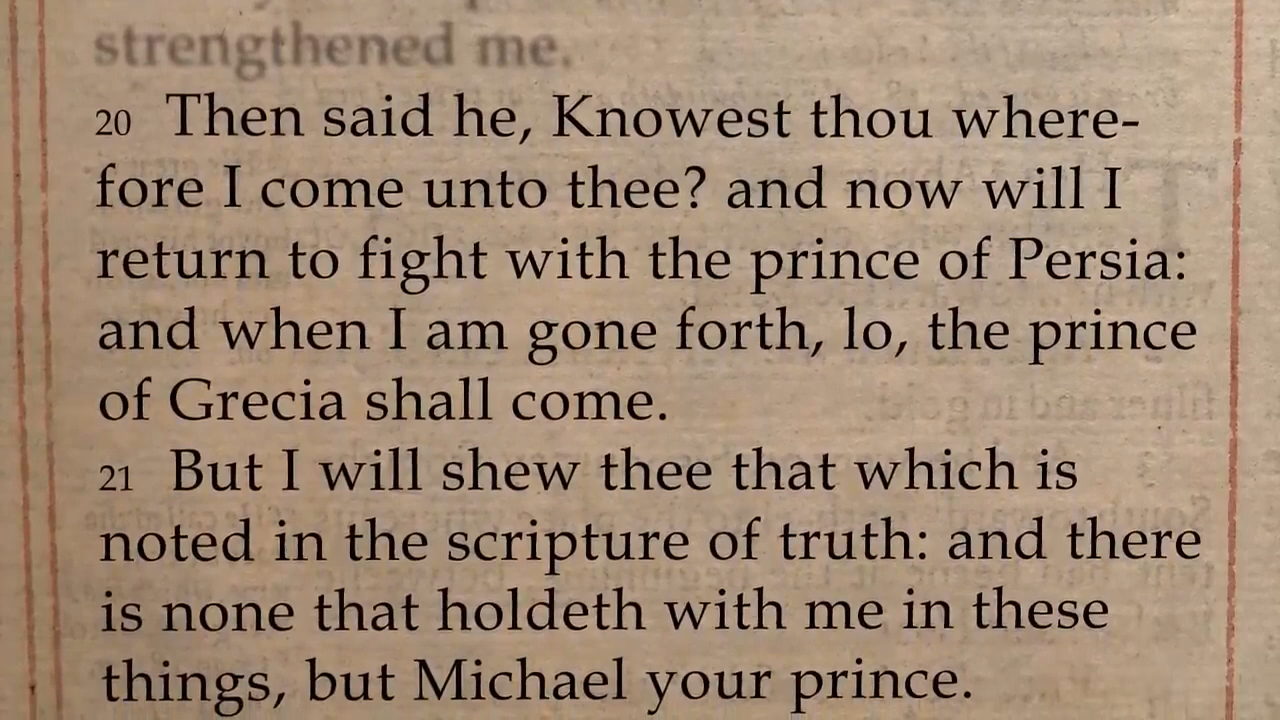 strengthened me.
20 Then said he, Knowest thou where-
fore I come unto thee? and now will I
return to fight with the prince of Persia:
and when I am gone forth, lo, the prince
of Grecia shall come.
21 But I will shew thee that which is
noted in the scripture of truth: and there
is none that holdeth with me in these
things, but Michael your prince.